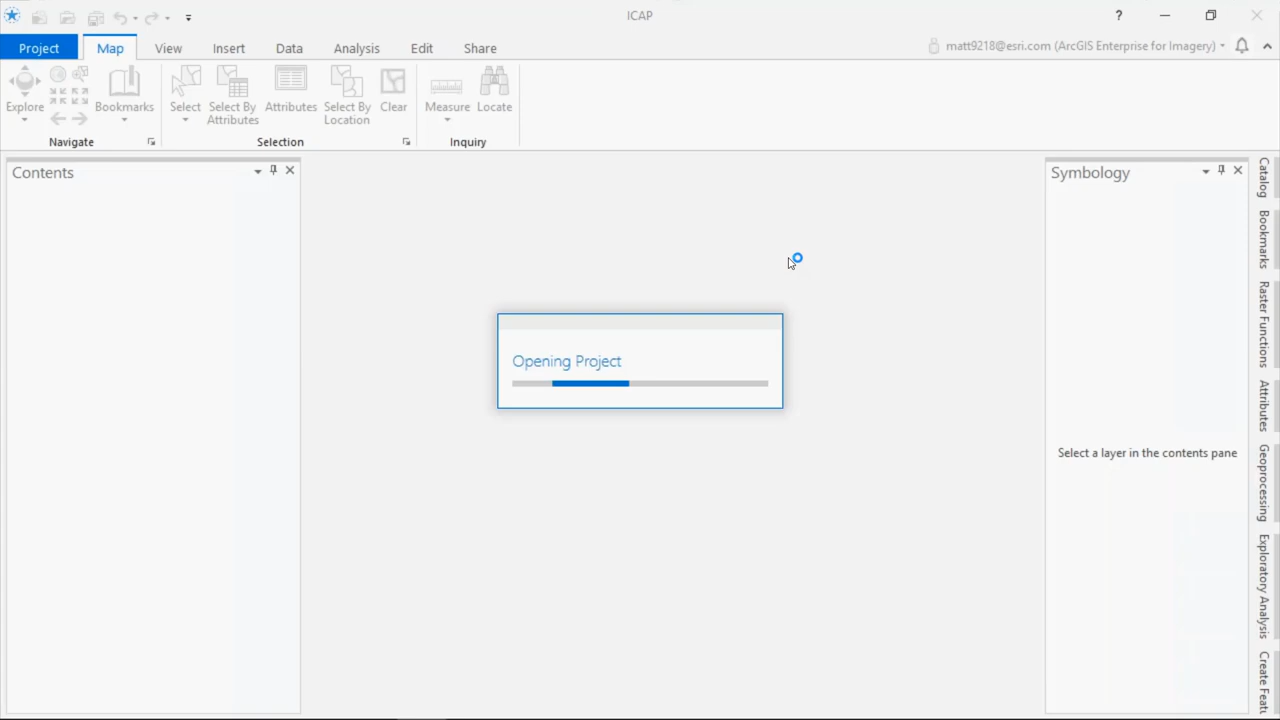 ICAP
?
Project Map View Insert Data Analysis Edit Share
matt9218@esri.com (ArcGIS Enterprise for Imagery)
Explore Bookmarks Select Select By Attributes Attributes Select By Location Clear Measure Locate
Navigate Selection Inquiry
Contents
Symbology
Opening Project
Select a layer in the contents pane
Catalog
Bookmarks
Raster Functions
Attributes
Geoprocessing
Exploratory Analysis
Create Featu